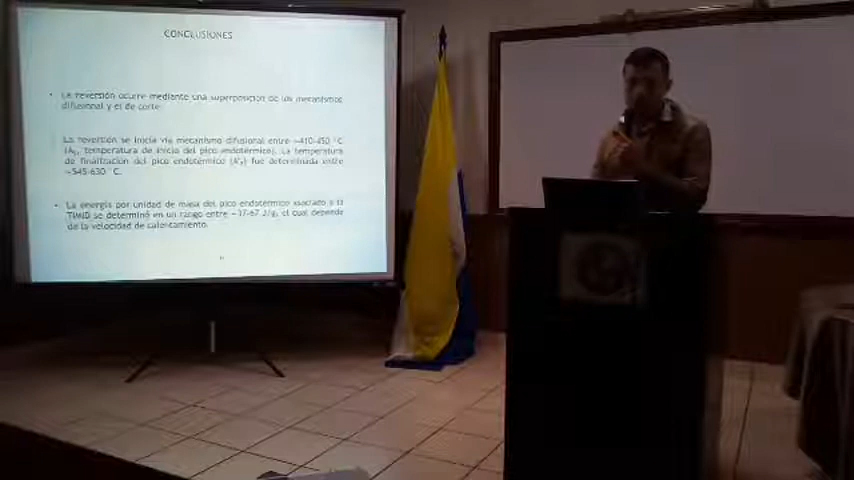 CONCLUSIONES
• La reversión ocurre mediante una superposición de los mecanismos
difusional y el de corte.
La reversión se inicia vía mecanismo difusional entre ~410-450 °C
temperatura de inicio del pico endotérmico). La temperatura
de finalización del pico endotérmico fue determinada entre
~545-630 °C.
• La energía por unidad de masa del pico endotérmico asociado a la
se determinó en un rango entre J/g, el cual depende
de la velocidad de calentamiento.